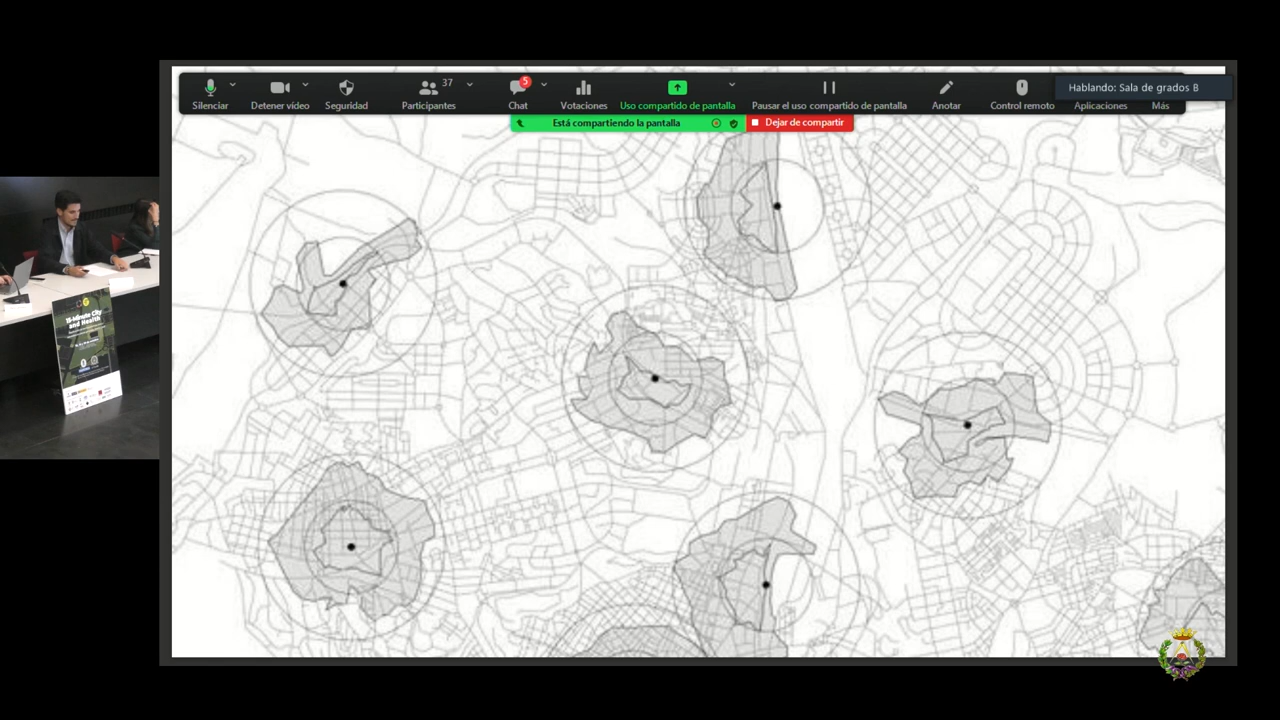 37
5
Hablando: Sala de grados B
Silenciar
Detener vídeo
Seguridad
Participantes
Chat
Votaciones
Uso compartido de pantalla
Pausar el uso compartido de pantalla
Anotar
Control remoto
Aplicaciones
Más
Está compartiendo la pantalla
Dejar de compartir
15-Minute City
and Health